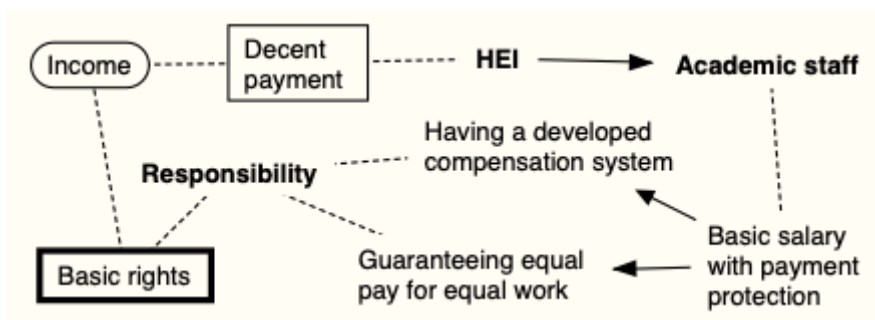 Income
Decent
payment
HEI
Academic staff
Having a developed
compensation system
Responsibility
Basic salary
with payment
protection
Guaranteeing equal
pay for equal work
Basic rights